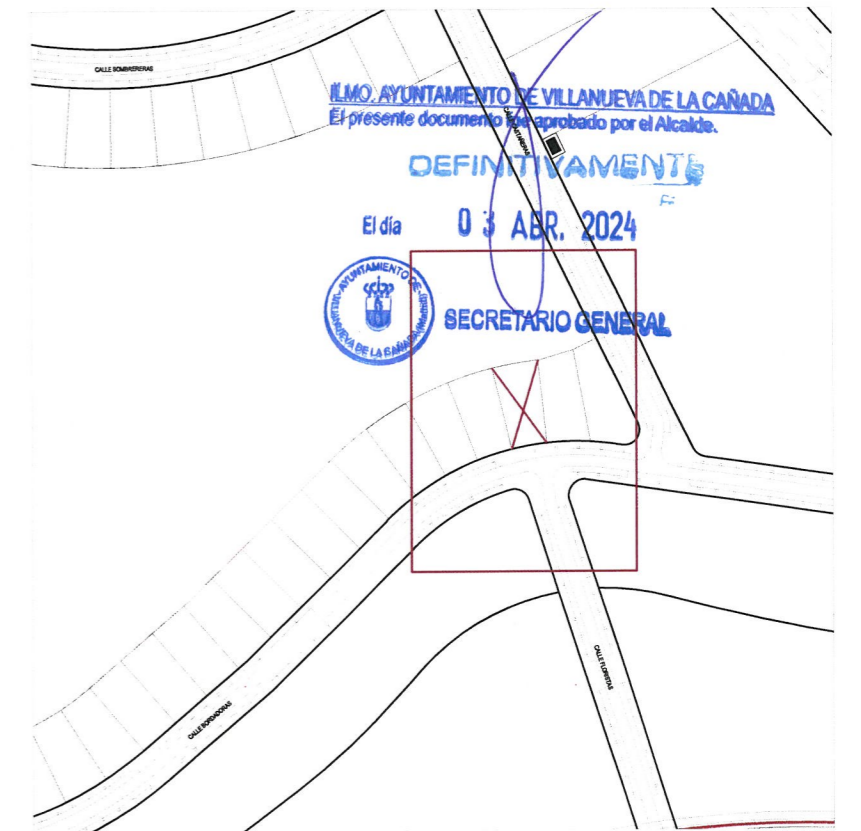 CALLE SOMBRERERAS
ILMO. AYUNTAMIENTO DE VILLANUEVA DE LA CAÑADA
El presente documento fue aprobado por el Alcalde.
DEFINITIVAMENTE
El día 03 ABR. 2024
AYUNTAMIENTO DE VILLANUEVA DE LA CAÑADA (Madrid)
SECRETARIO GENERAL
CALLE FLORISTAS
CALLE BORDADORAS